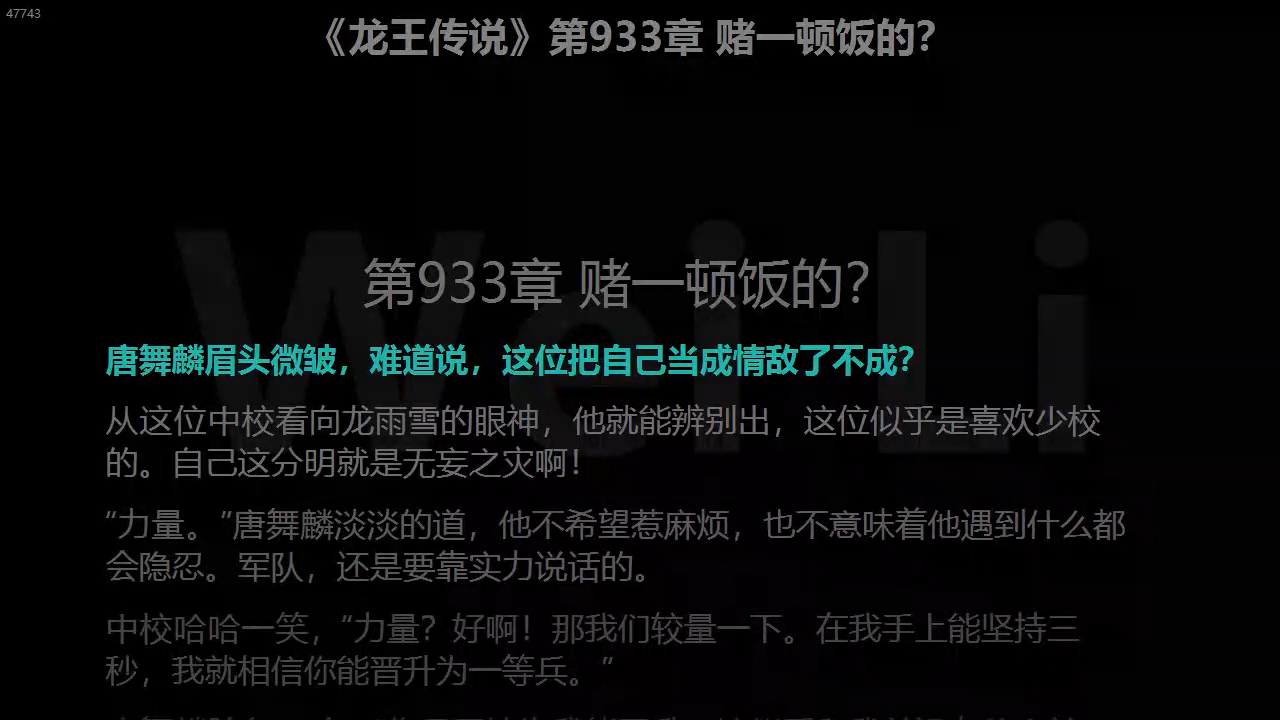 47743
《龙王传说》第933章 赌一顿饭的?
Wei Li
第933章 赌一顿饭的?
唐舞麟眉头微皱，难道说，这位把自己当成情敌了不成？
从这位中校看向龙雨雪的眼神，他就能辨别出，这位似乎是喜欢少校
的。自己这分明就是无妄之灾啊！
“力量。”唐舞麟淡淡的道，他不希望惹麻烦，也不意味着他遇到什么都
会隐忍。军队，还是要靠实力说话的。
中校哈哈一笑，“力量？好啊！那我们较量一下。在我手上能坚持三
秒，我就相信你能晋升为一等兵。”